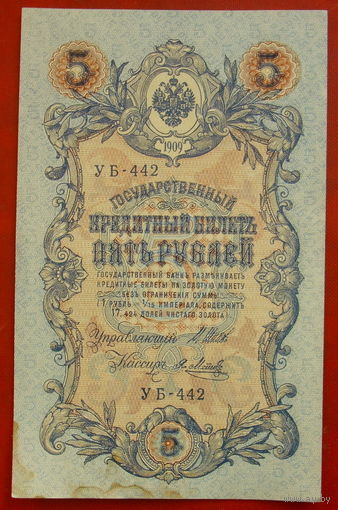 5 5
1909
УБ-442
ГОСУДАРСТВЕННЫЙ
КРЕДИТНЫЙ БИЛЕТЪ
ПЯТЬ РУБЛЕЙ
ГОСУДАРСТВЕННЫЙ БАНКЪ РАЗМѢНИВАЕТЪ
КРЕДИТНЫЕ БИЛЕТЫ НА ЗОЛОТУЮ МОНЕТУ
БЕЗЪ ОГРАНИЧЕНІЯ СУММЫ.
(1 РУБЛЬ = 1/15 ИМПЕРІАЛА, СОДЕРЖИТЪ
17,424 ДОЛЕЙ ЧИСТАГО ЗОЛОТА)
Управляющій
Кассиръ
УБ-442
5